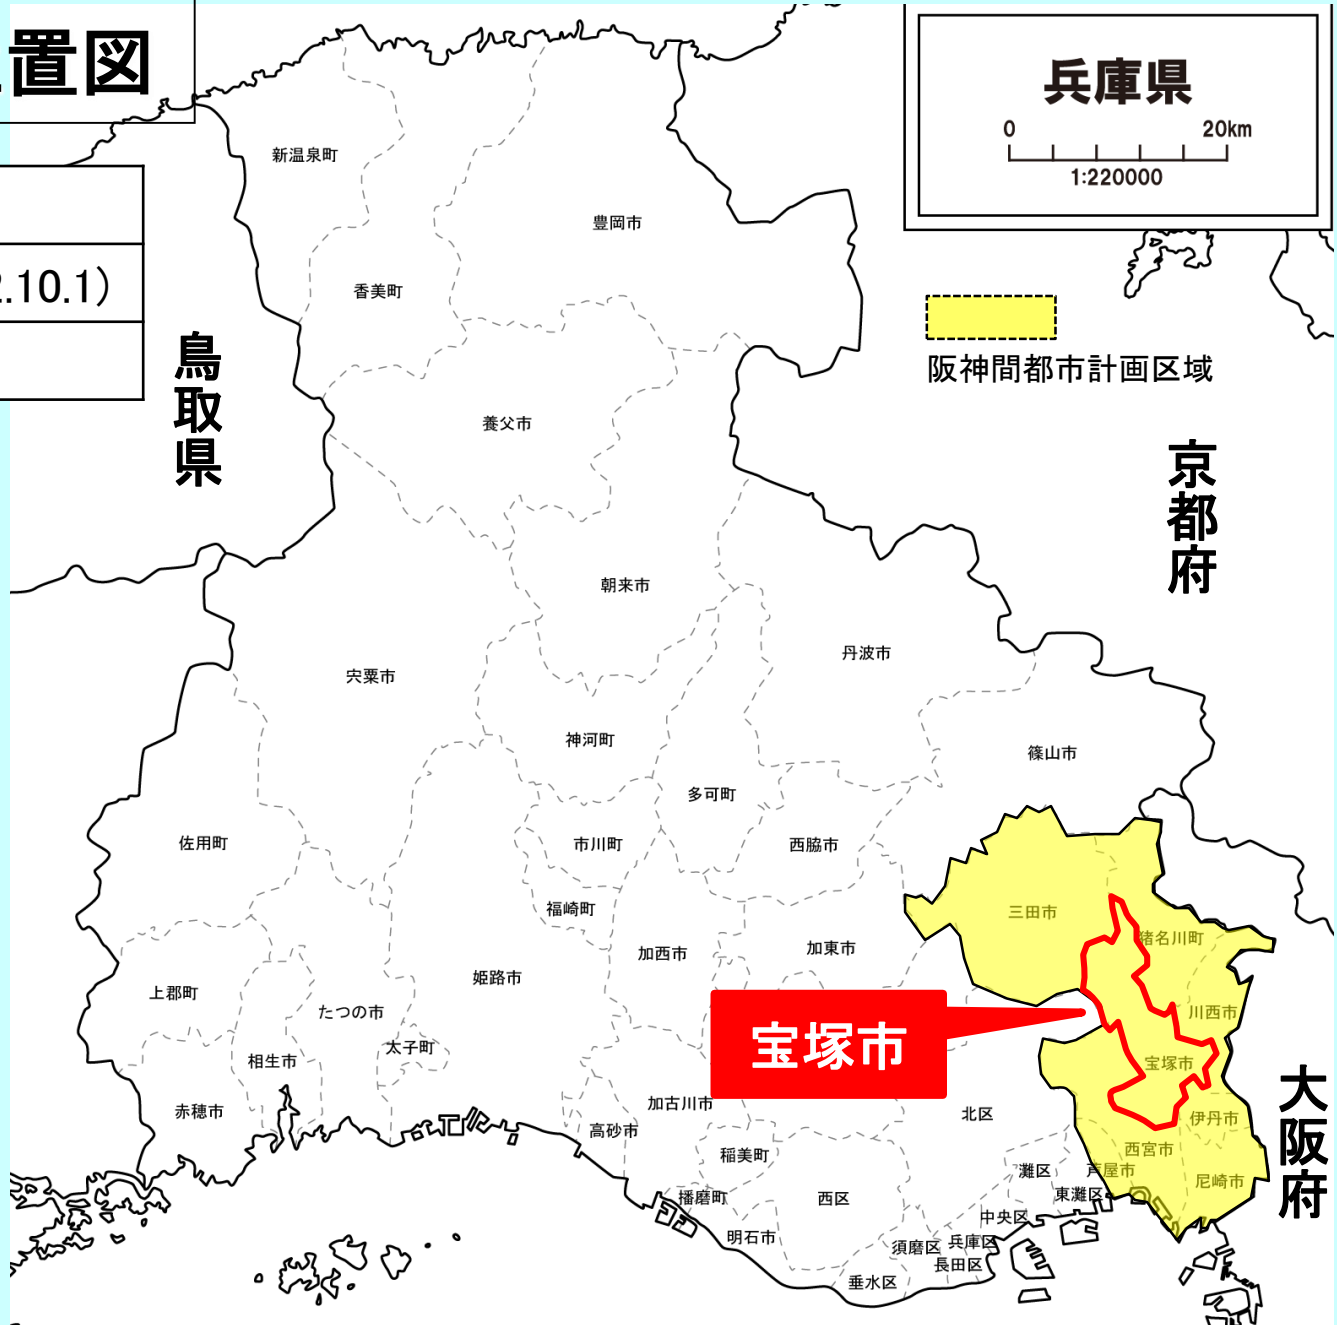 置図
兵庫県
0 20km
1:220000
新温泉町
豊岡市
.10.1)
香美町
阪神間都市計画区域
鳥取県
養父市
京都府
朝来市
丹波市
宍粟市
神河町
篠山市
多可町
佐用町
市川町
西脇市
福崎町
三田市
猪名川町
加西市
加東市
姫路市
上郡町
たつの市
川西市
宝塚市
太子町
相生市
宝塚市
大阪府
赤穂市
加古川市
北区
伊丹市
高砂市
西宮市
稲美町
灘区
芦屋市
尼崎市
播磨町
西区
東灘区
中央区
明石市
須磨区
兵庫区
長田区
垂水区